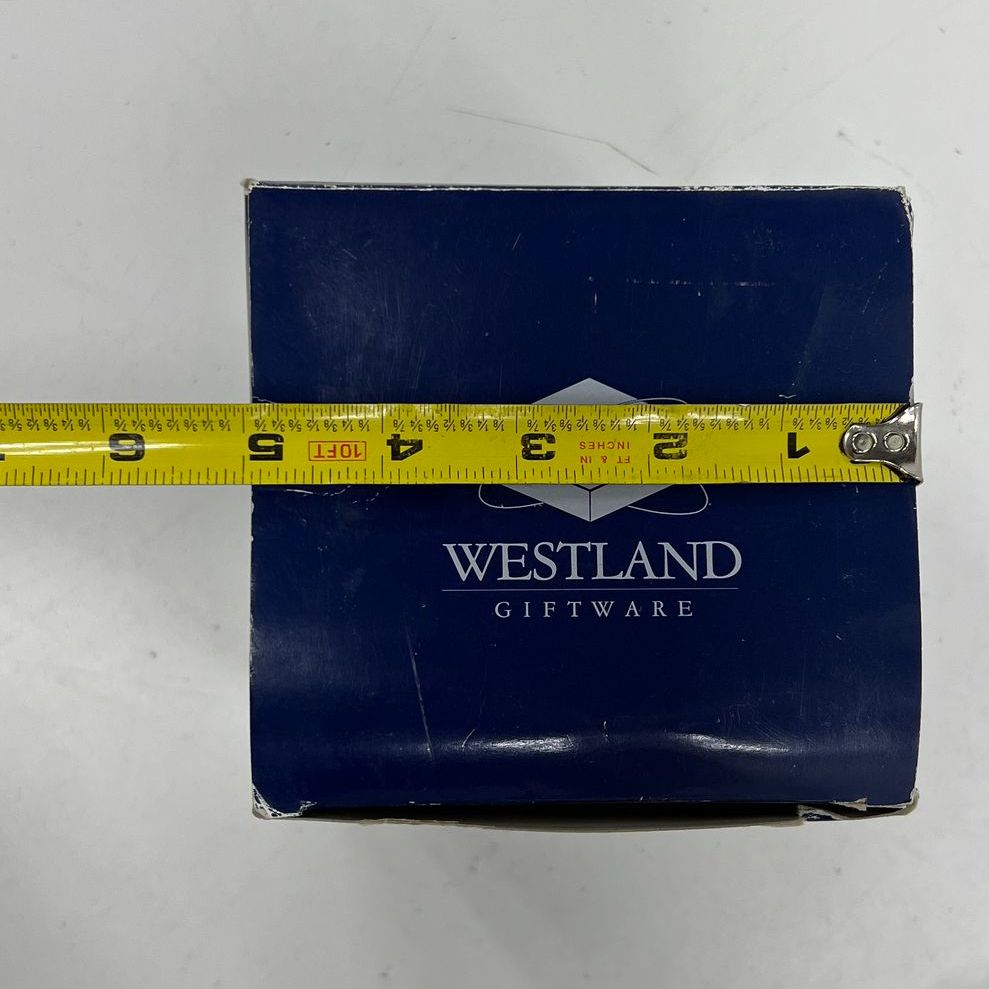 6 5 10FT 4 3 FT & IN 2 1
INCHES
WESTLAND
GIFTWARE